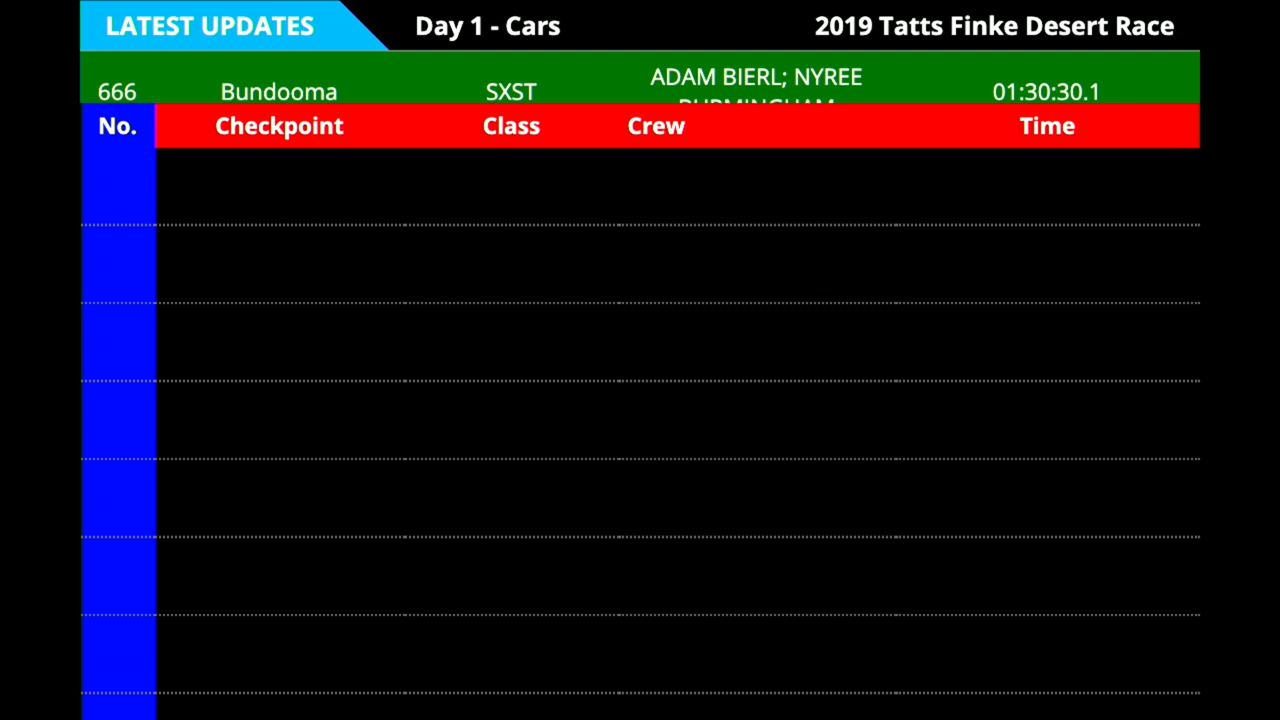 LATEST UPDATES Day 1 - Cars 2019 Tatts Finke Desert Race
666 Bundooma SXST ADAM BIERL; NYREE 01:30:30.1
No. Checkpoint Class Crew Time